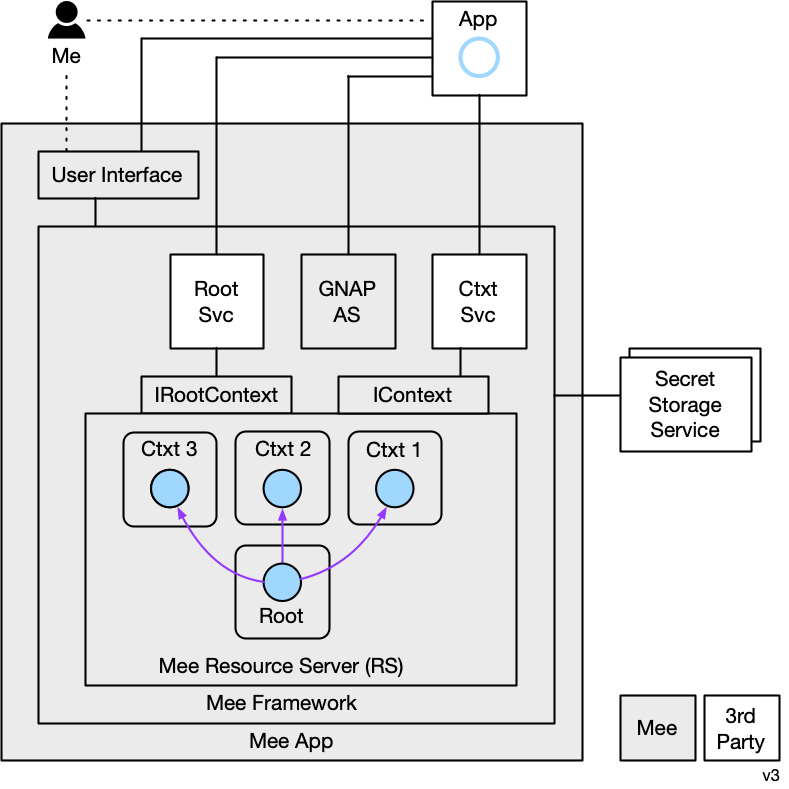 App
Me
User Interface
Root
Svc
GNAP
AS
Ctxt
Svc
IRootContext
IContext
Secret
Storage
Service
Ctxt 3
Ctxt 2
Ctxt 1
Root
Mee Resource Server (RS)
Mee Framework
Mee App
Mee
3rd
Party
v3